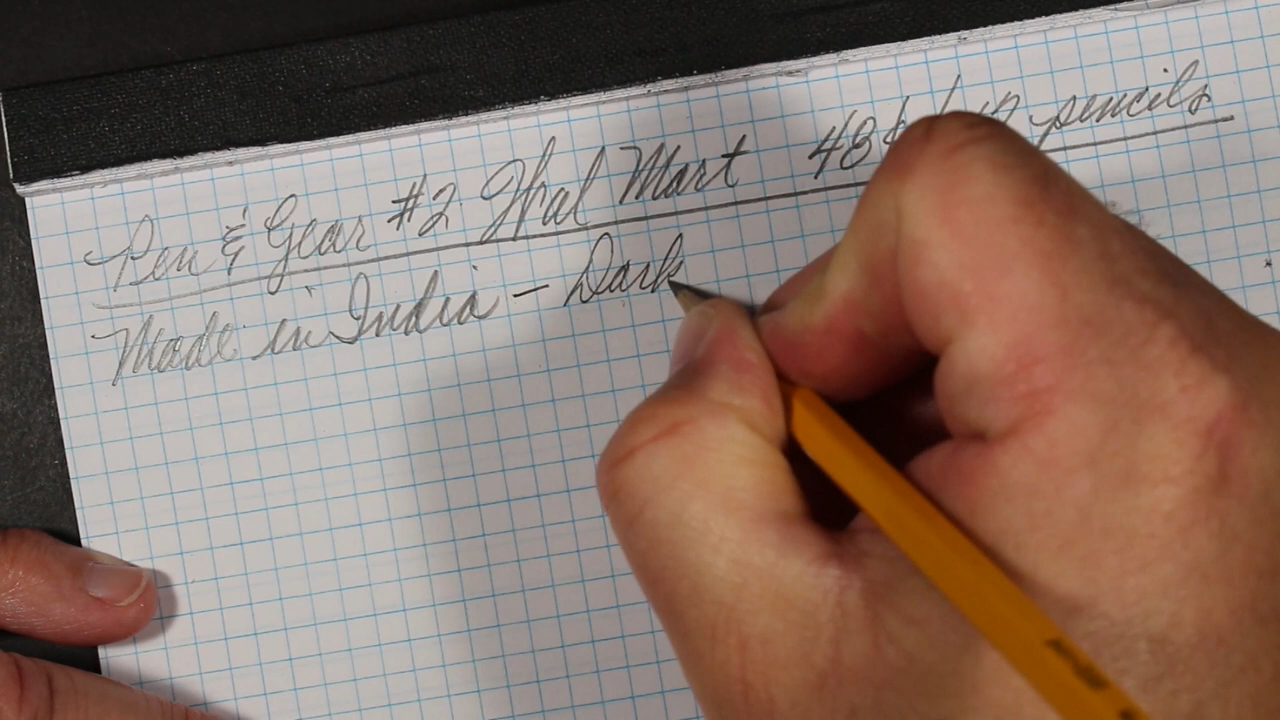 Pen & Gear #2 Wal Mart 48¢ pencils
Made in India – Dark